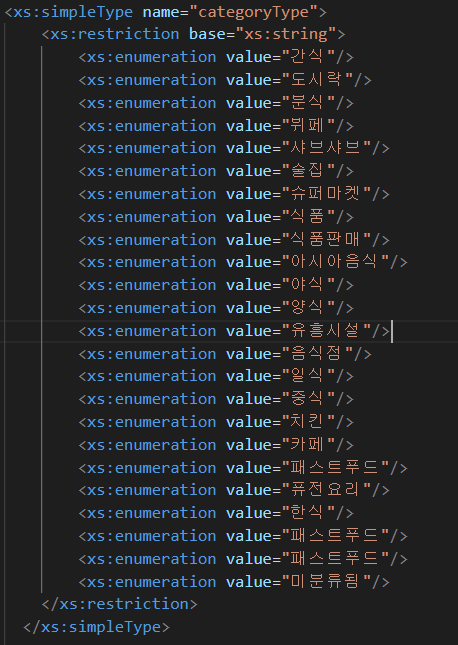 <xs:simpleType name="categoryType">
<xs:restriction base="xs:string">
<xs:enumeration value="간식"/>
<xs:enumeration value="도시락"/>
<xs:enumeration value="분식"/>
<xs:enumeration value="뷔페"/>
<xs:enumeration value="샤브샤브"/>
<xs:enumeration value="술집"/>
<xs:enumeration value="슈퍼마켓"/>
<xs:enumeration value="식품"/>
<xs:enumeration value="식품판매"/>
<xs:enumeration value="아시아음식"/>
<xs:enumeration value="야식"/>
<xs:enumeration value="양식"/>
<xs:enumeration value="유흥시설"/>
<xs:enumeration value="음식점"/>
<xs:enumeration value="일식"/>
<xs:enumeration value="중식"/>
<xs:enumeration value="치킨"/>
<xs:enumeration value="카페"/>
<xs:enumeration value="패스트푸드"/>
<xs:enumeration value="퓨전요리"/>
<xs:enumeration value="한식"/>
<xs:enumeration value="패스트푸드"/>
<xs:enumeration value="패스트푸드"/>
<xs:enumeration value="미분류됨"/>
</xs:restriction>
</xs:simpleType>